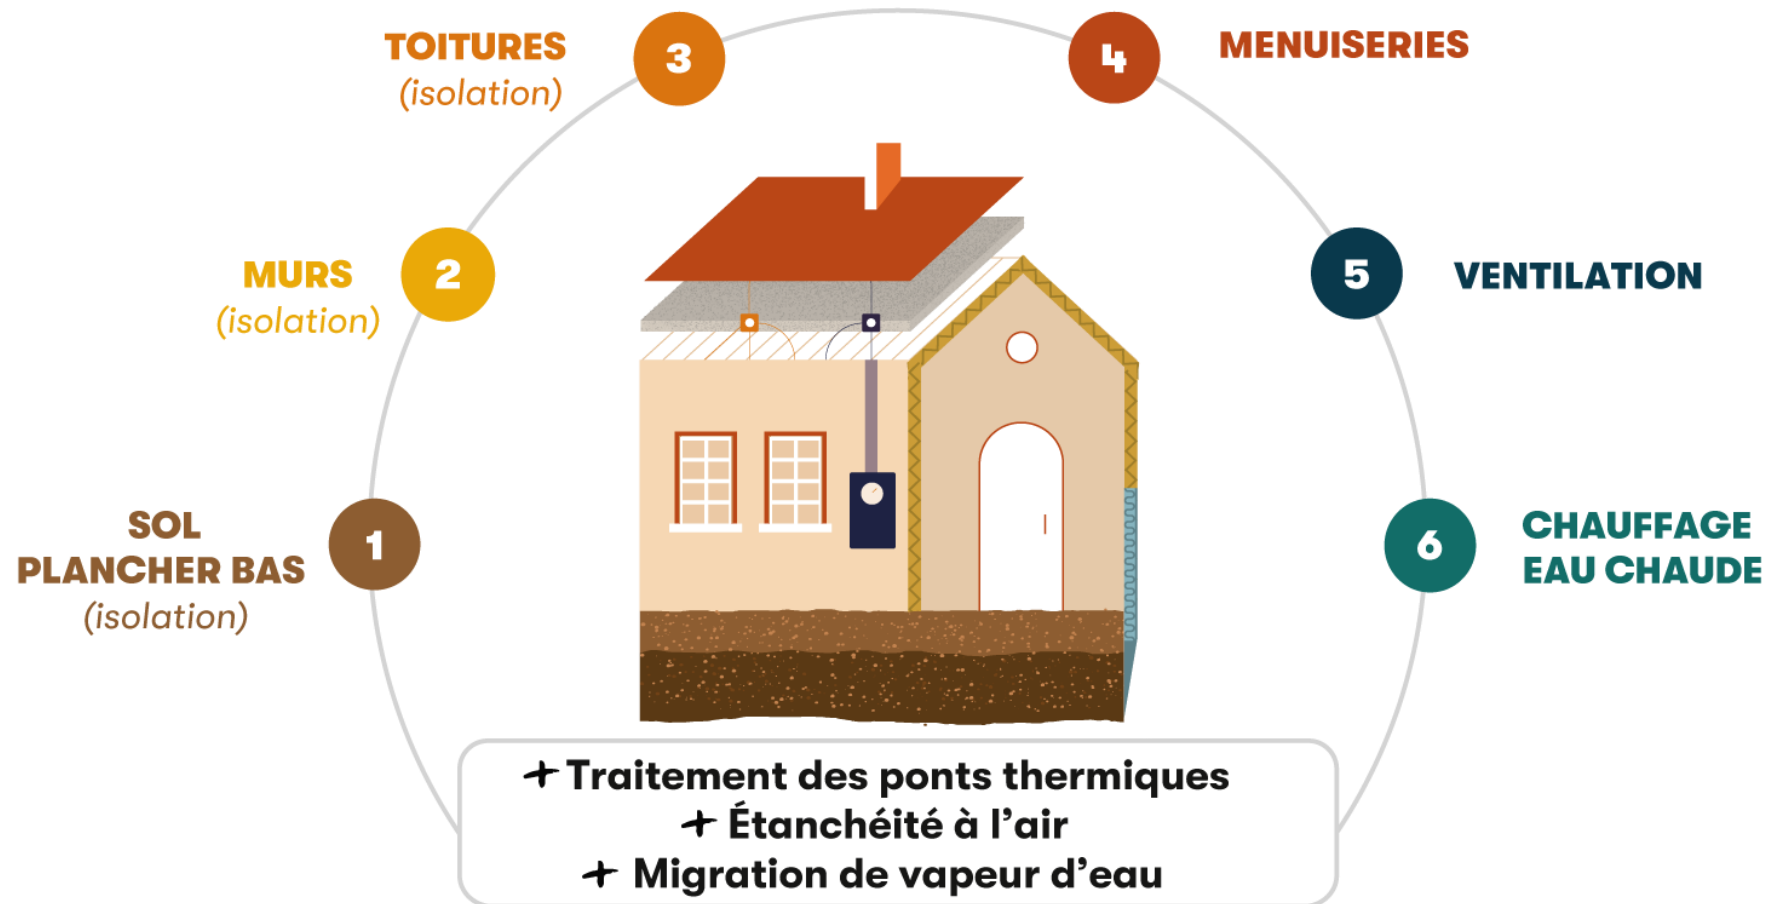 TOITURES
(isolation)
3
4
MENUISERIES
MURS
(isolation)
2
5
VENTILATION
SOL
PLANCHER BAS
(isolation)
1
6
CHAUFFAGE
EAU CHAUDE
+ Traitement des ponts thermiques
+ Étanchéité à l’air
+ Migration de vapeur d’eau